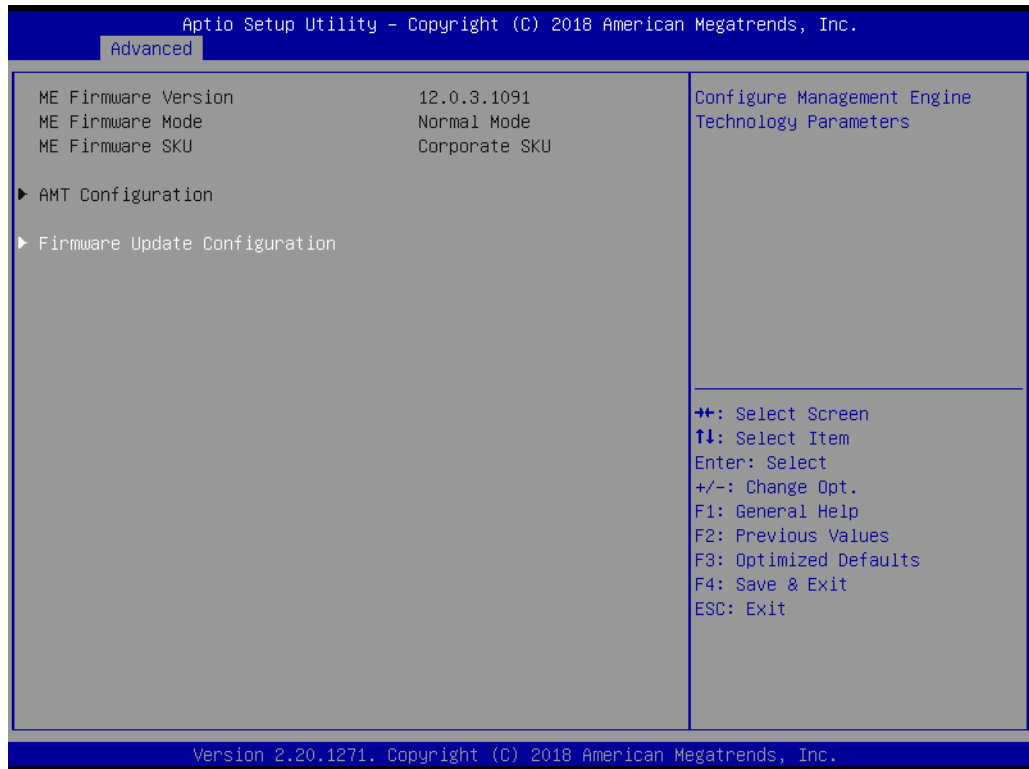 Aptio Setup Utility – Copyright (C) 2018 American Megatrends, Inc.
Advanced
ME Firmware Version 12.0.3.1091
ME Firmware Mode Normal Mode
ME Firmware SKU Corporate SKU
▶ AMT Configuration
▶ Firmware Update Configuration
Configure Management Engine
Technology Parameters
→←: Select Screen
↑↓: Select Item
Enter: Select
+/-: Change Opt.
F1: General Help
F2: Previous Values
F3: Optimized Defaults
F4: Save & Exit
ESC: Exit
Version 2.20.1271. Copyright (C) 2018 American Megatrends, Inc.